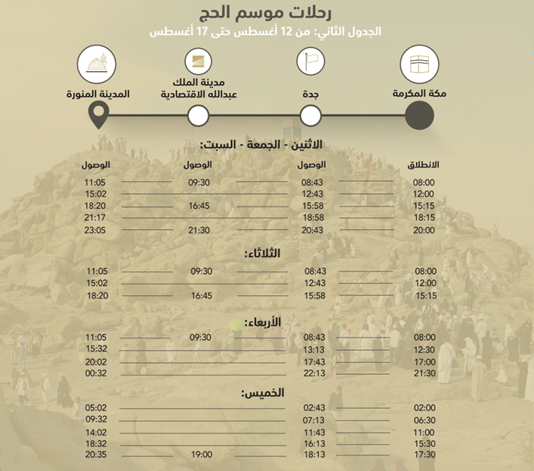 رحلات موسم الحج
الجدول الثاني: من 12 أغسطس حتى 17 أغسطس
مكة المكرمة جدة مدينة الملك عبدالله الاقتصادية المدينة المنورة
الاثنين - الجمعة - السبت:
الانطلاق الوصول الوصول الوصول
08:00 08:43 09:30 11:05
12:00 12:43 15:02
15:15 15:58 16:45 18:20
18:15 18:58 21:17
20:00 20:43 21:30 23:05
الثلاثاء:
08:00 08:43 09:30 11:05
12:00 12:43 15:02
15:15 15:58 16:45 18:20
الأربعاء:
08:00 08:43 09:30 11:05
12:30 13:13 15:32
17:00 17:43 20:02
21:30 22:13 00:32
الخميس:
02:00 02:43 05:02
06:30 07:13 09:32
11:00 11:43 14:02
15:30 16:13 18:32
17:30 18:13 19:00 20:35